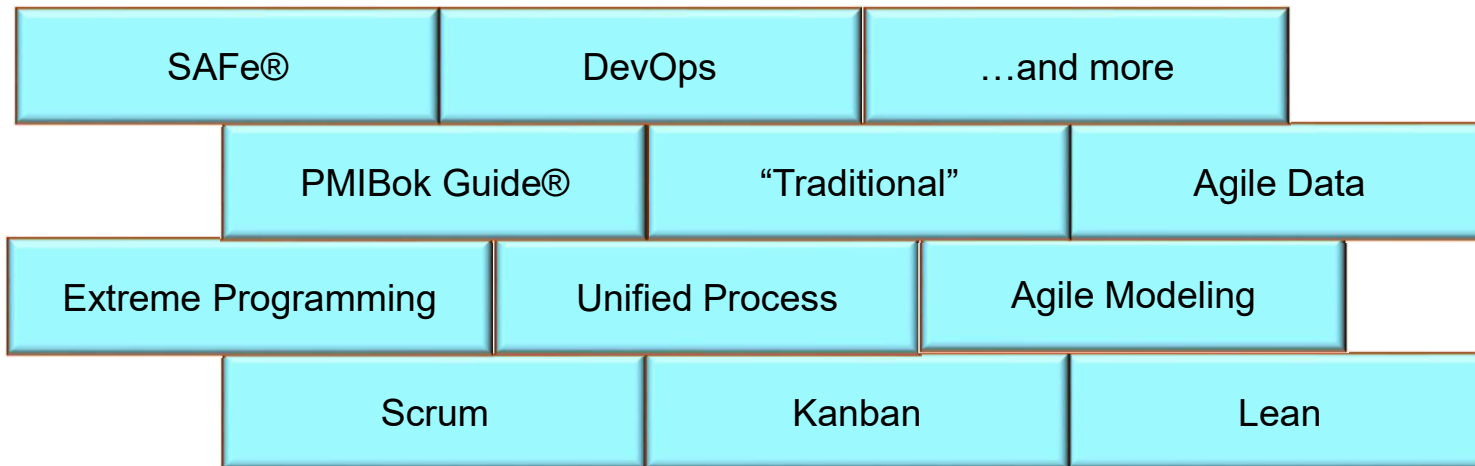 SAFe®
DevOps
…and more
PMIBok Guide®
“Traditional”
Agile Data
Extreme Programming
Unified Process
Agile Modeling
Scrum
Kanban
Lean